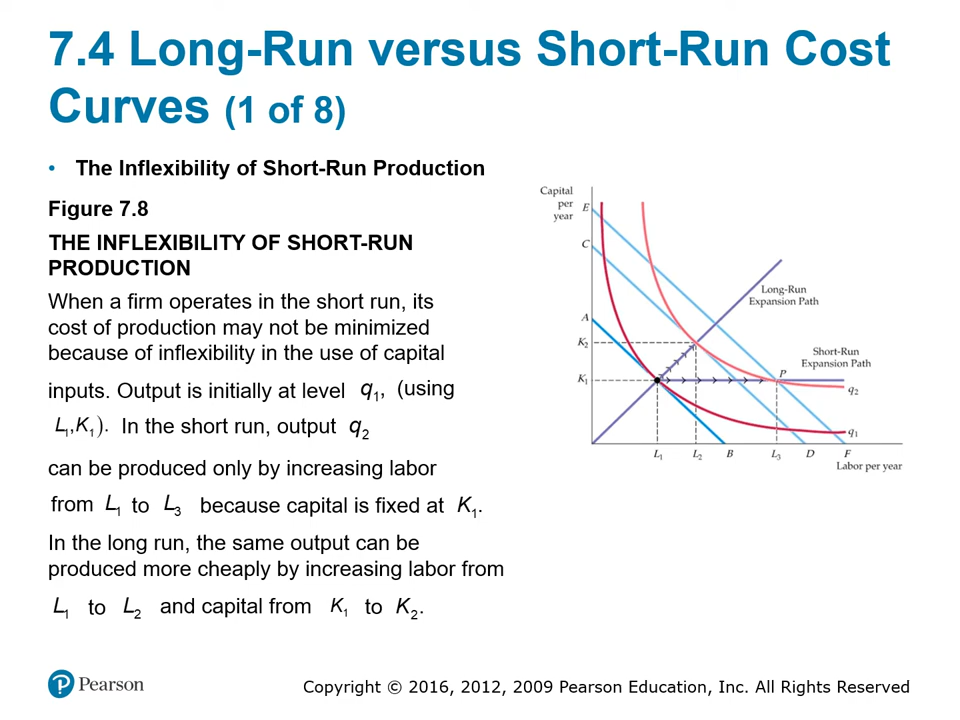 7.4 Long-Run versus Short-Run Cost
Curves (1 of 8)
• The Inflexibility of Short-Run Production
Figure 7.8
THE INFLEXIBILITY OF SHORT-RUN
PRODUCTION
When a firm operates in the short run, its
cost of production may not be minimized
because of inflexibility in the use of capital
inputs. Output is initially at level q₁, (using
L₁,K₁). In the short run, output q₂
can be produced only by increasing labor
from L₁ to L₃ because capital is fixed at K₁.
In the long run, the same output can be
produced more cheaply by increasing labor from
L₁ to L₂ and capital from K₁ to K₂.
Capital
per
year
E
C
A
K₂
K₁
Long-Run
Expansion Path
Short-Run
Expansion Path
P
q₂
q₁
L₁ L₂ B L₃ D F
Labor per year
P Pearson
Copyright © 2016, 2012, 2009 Pearson Education, Inc. All Rights Reserved